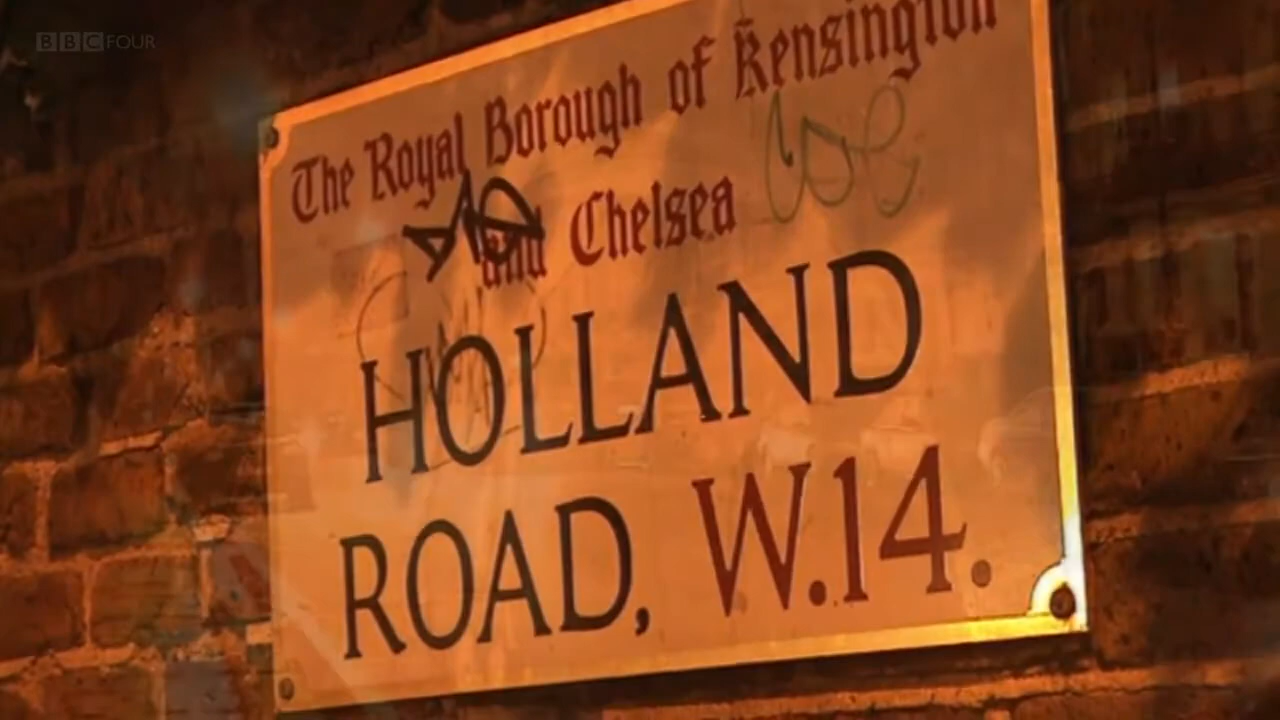 BBC FOUR
The Royal Borough of Kensington
and Chelsea
HOLLAND
ROAD, W.14.